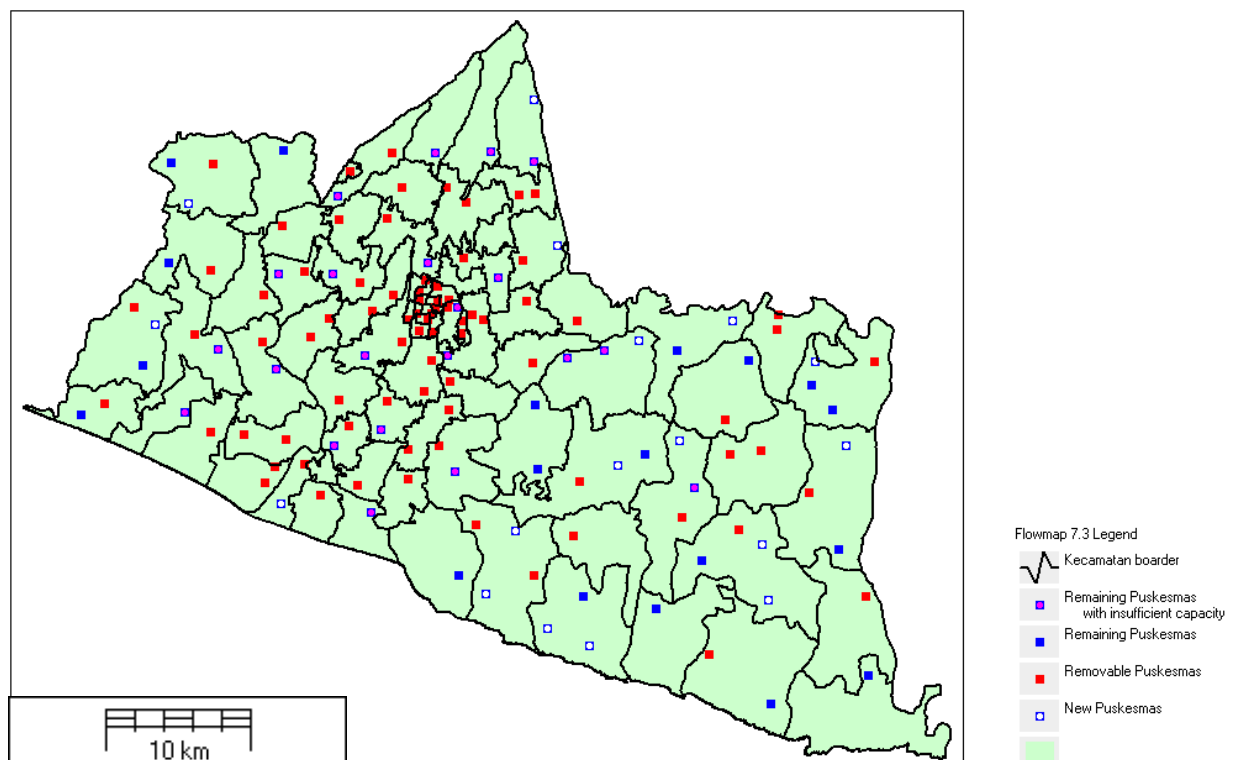 Flowmap 7.3 Legend
Kecamatan boarder
Remaining Puskesmas
with insufficient capacity
Remaining Puskesmas
Removable Puskesmas
New Puskesmas
10 km